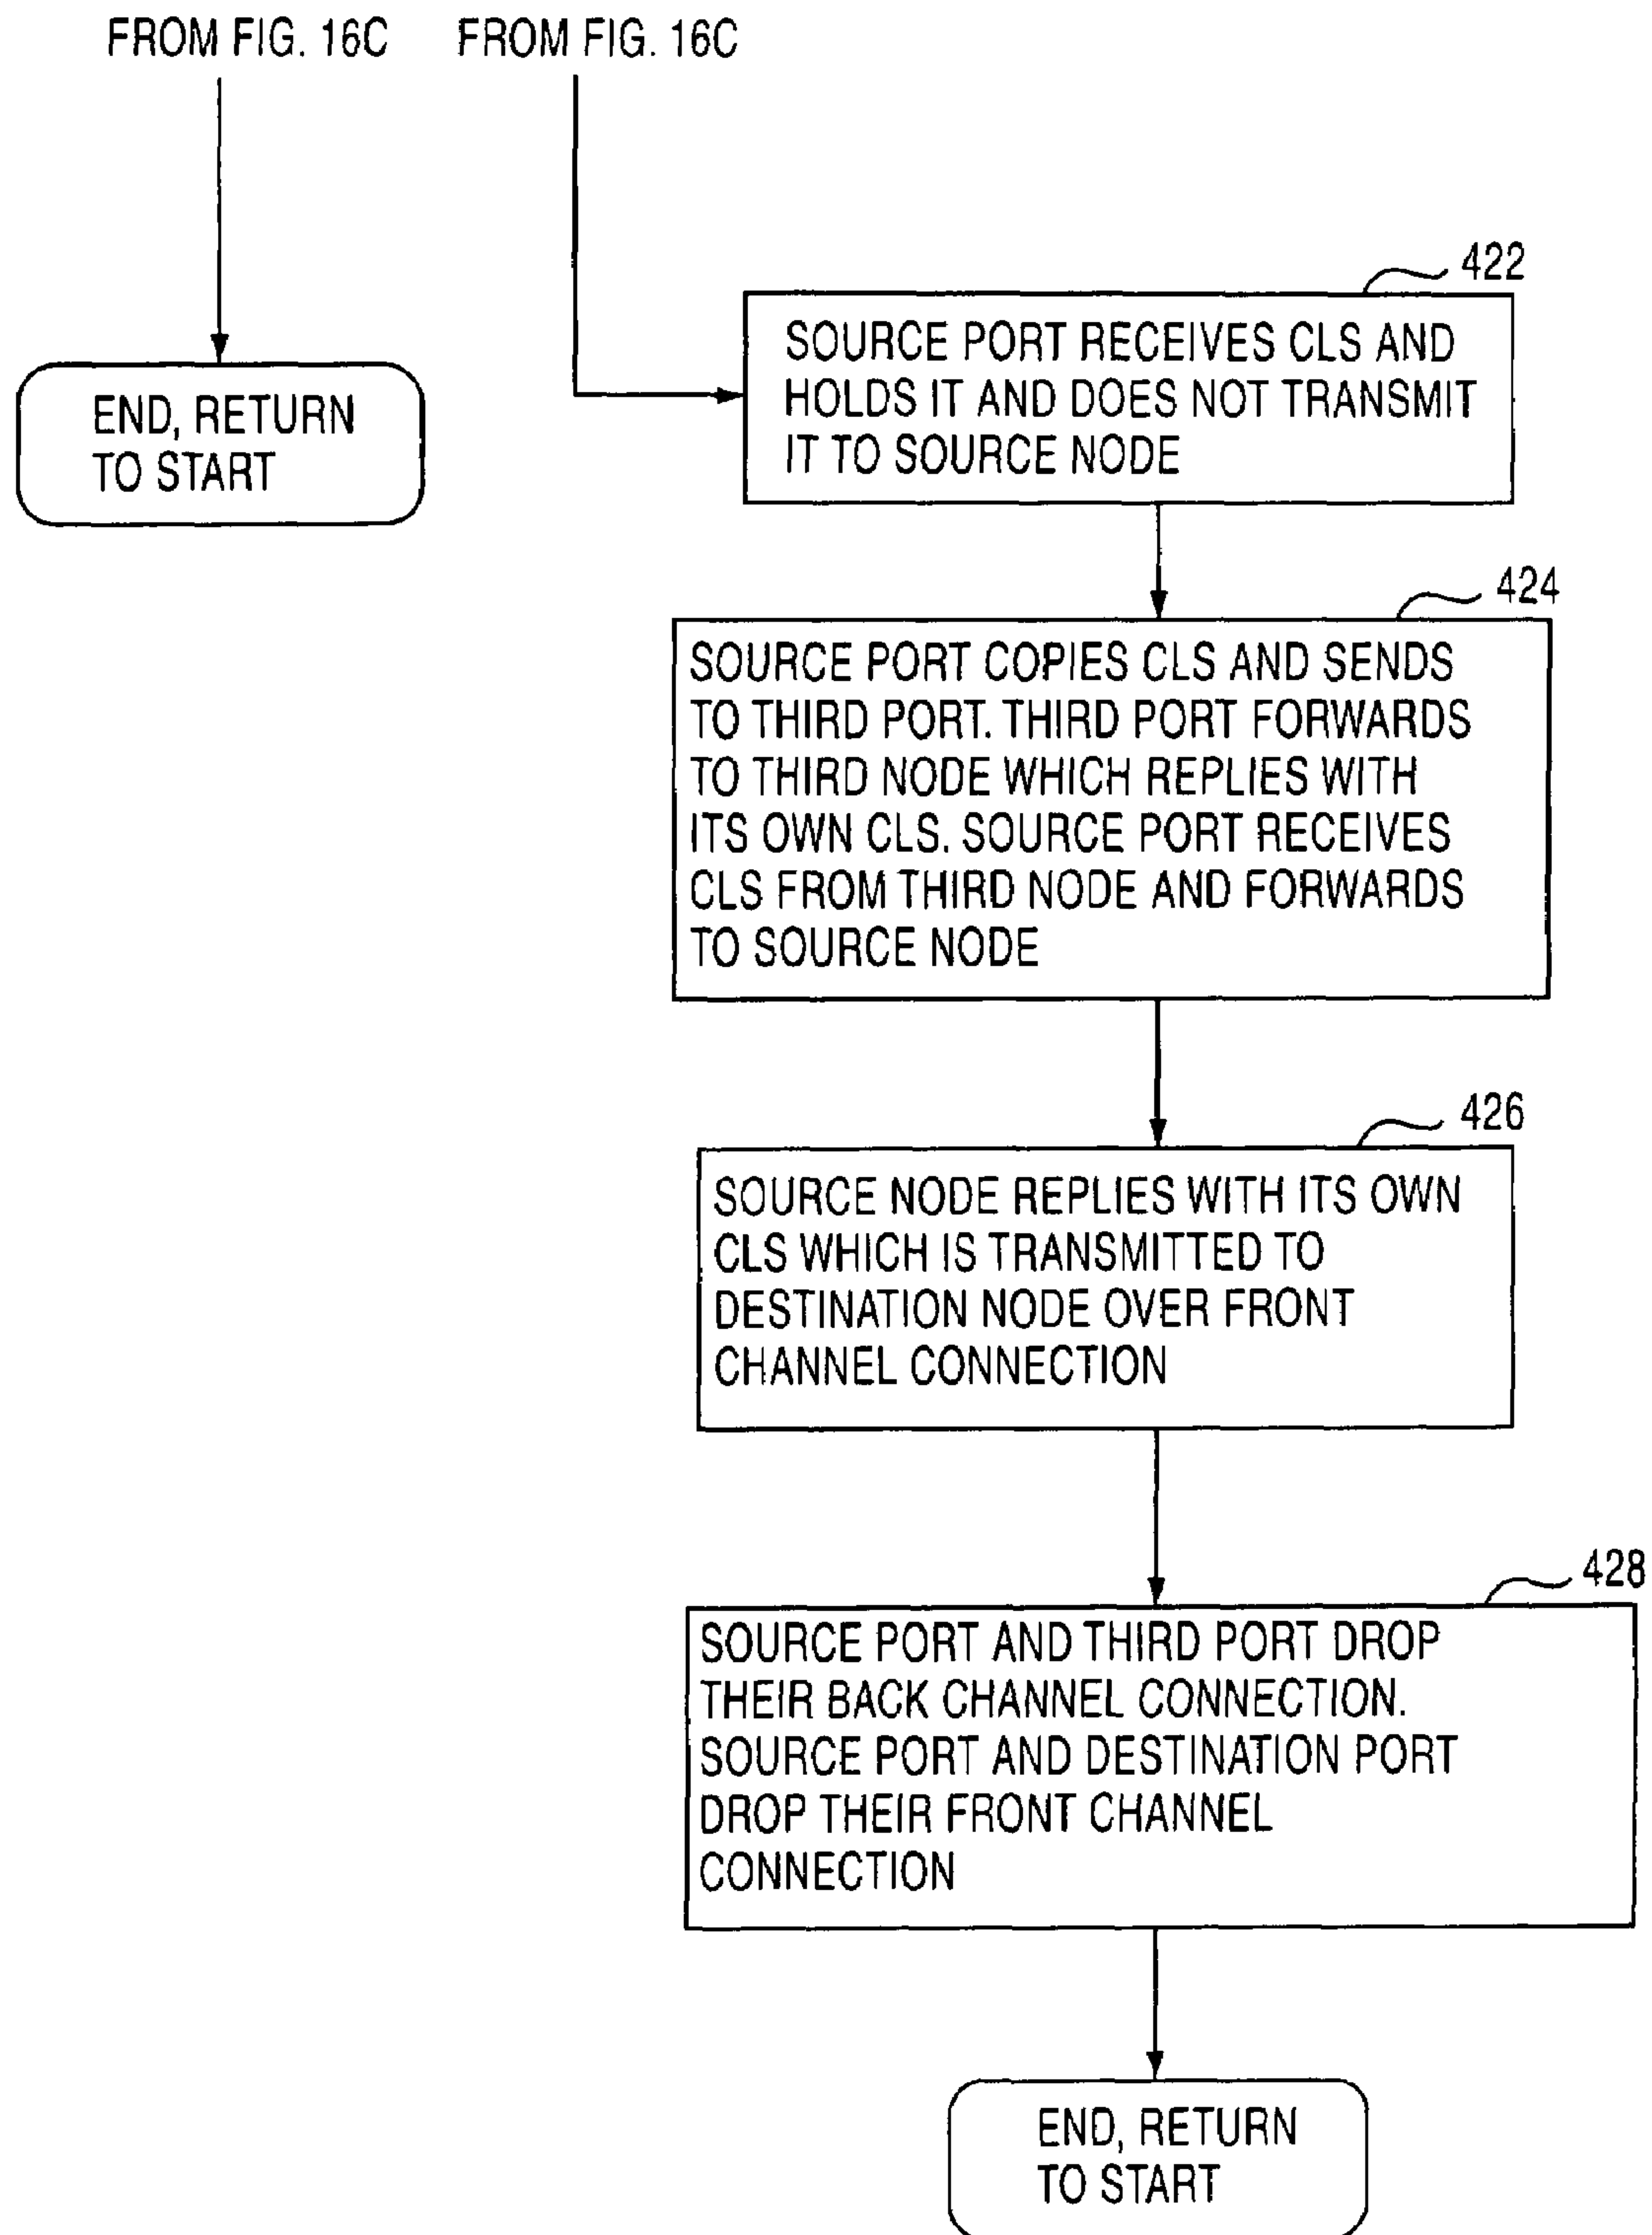 FROM FIG. 16C
FROM FIG. 16C
END, RETURN
TO START
422
SOURCE PORT RECEIVES CLS AND
HOLDS IT AND DOES NOT TRANSMIT
IT TO SOURCE NODE
424
SOURCE PORT COPIES CLS AND SENDS
TO THIRD PORT. THIRD PORT FORWARDS
TO THIRD NODE WHICH REPLIES WITH
ITS OWN CLS. SOURCE PORT RECEIVES
CLS FROM THIRD NODE AND FORWARDS
TO SOURCE NODE
426
SOURCE NODE REPLIES WITH ITS OWN
CLS WHICH IS TRANSMITTED TO
DESTINATION NODE OVER FRONT
CHANNEL CONNECTION
428
SOURCE PORT AND THIRD PORT DROP
THEIR BACK CHANNEL CONNECTION.
SOURCE PORT AND DESTINATION PORT
DROP THEIR FRONT CHANNEL
CONNECTION
END, RETURN
TO START